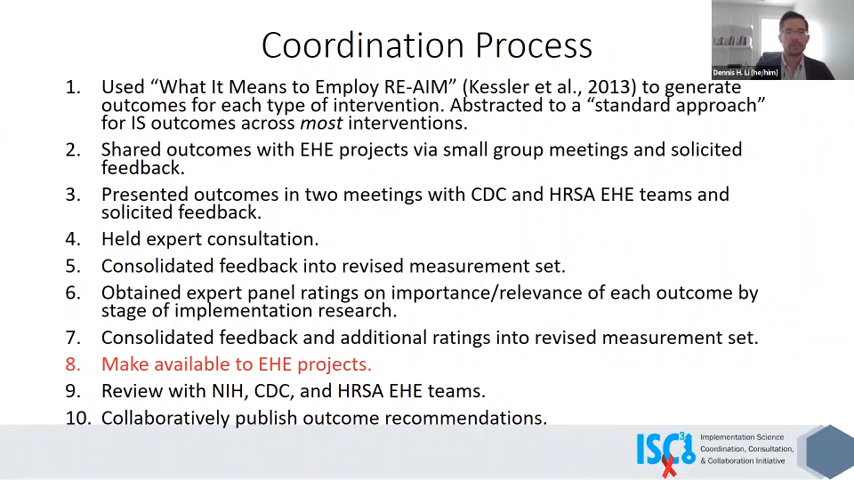 Coordination Process
Dennis H. Li (he/him)
1. Used “What It Means to Employ RE-AIM” (Kessler et al., 2013) to generate
outcomes for each type of intervention. Abstracted to a “standard approach”
for IS outcomes across most interventions.
2. Shared outcomes with EHE projects via small group meetings and solicited
feedback.
3. Presented outcomes in two meetings with CDC and HRSA EHE teams and
solicited feedback.
4. Held expert consultation.
5. Consolidated feedback into revised measurement set.
6. Obtained expert panel ratings on importance/relevance of each outcome by
stage of implementation research.
7. Consolidated feedback and additional ratings into revised measurement set.
8. Make available to EHE projects.
9. Review with NIH, CDC, and HRSA EHE teams.
10. Collaboratively publish outcome recommendations.
ISC3I
Implementation Science
Coordination, Consultation,
& Collaboration Initiative